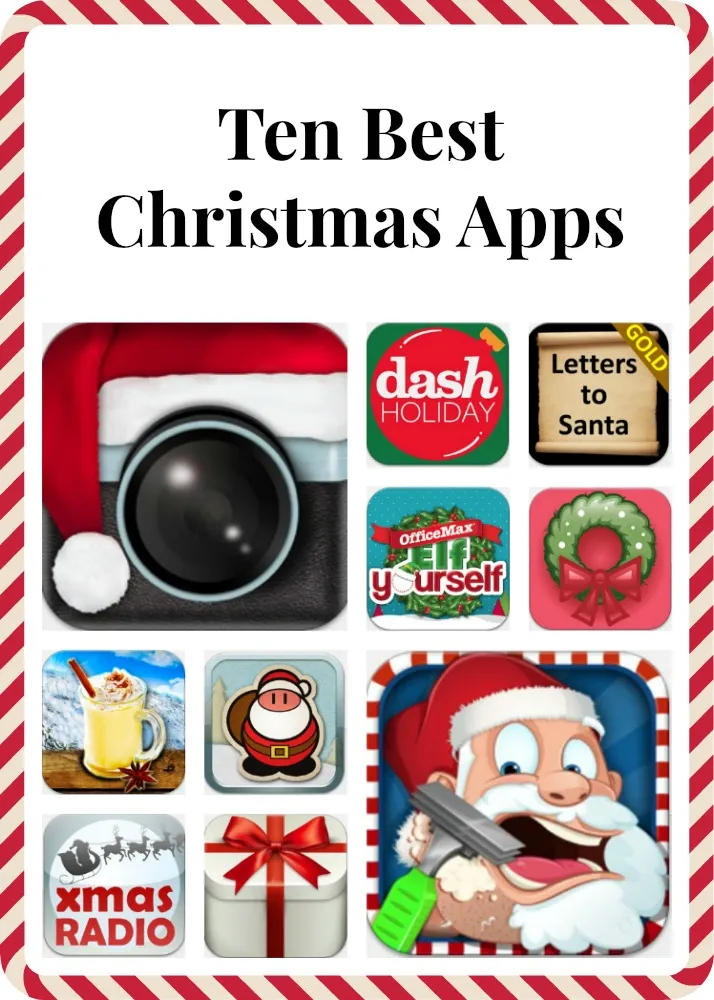 Ten Best
Christmas Apps
dash
HOLIDAY
GOLD
Letters
to
Santa
OfficeMax
Elf
yourself
xmas
RADIO